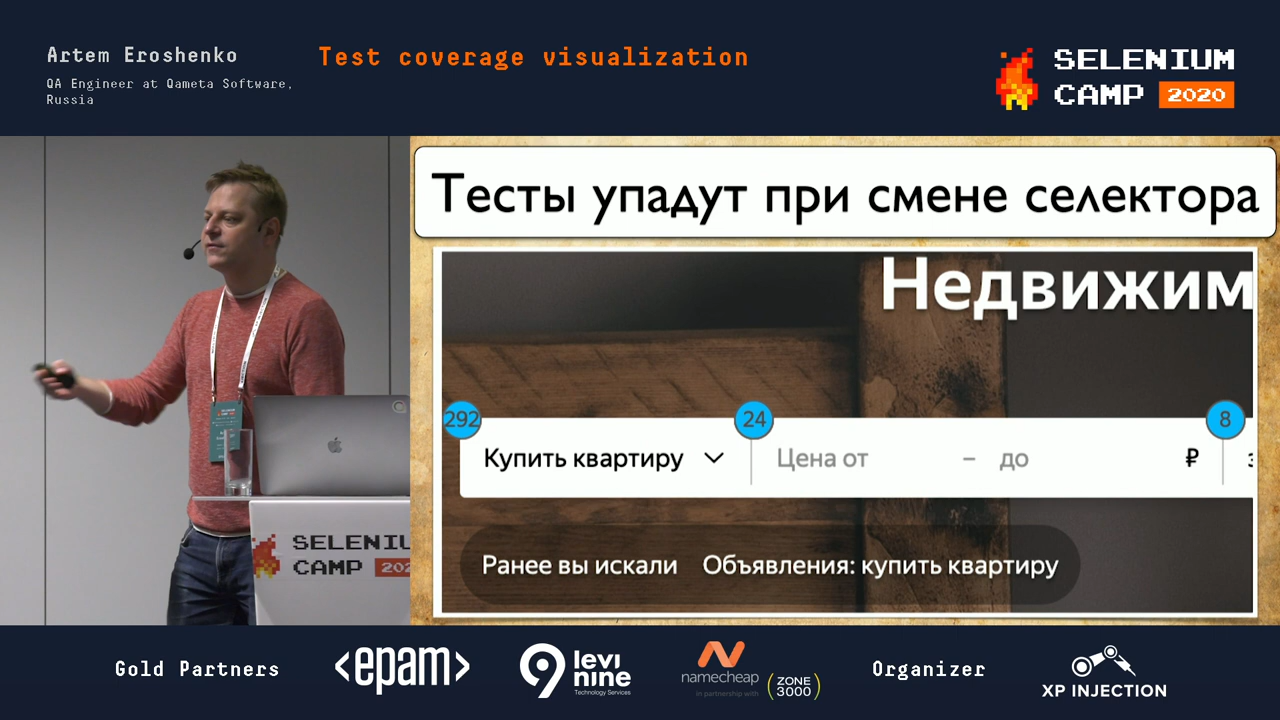 Artem Eroshenko
QA Engineer at Qameta Software,
Russia
Test coverage visualization
SELENIUM
CAMP 2020
Тесты упадут при смене селектора
Недвижим
292
24
8
Купить квартиру
Цена от
–
до
₽
Ранее вы искали
Объявления: купить квартиру
SELENIU
CAMP 202
Gold Partners
<epam>
9 levi nine
Technology Services
namecheap
in partnership with
ZONE
3000
Organizer
XP INJECTION